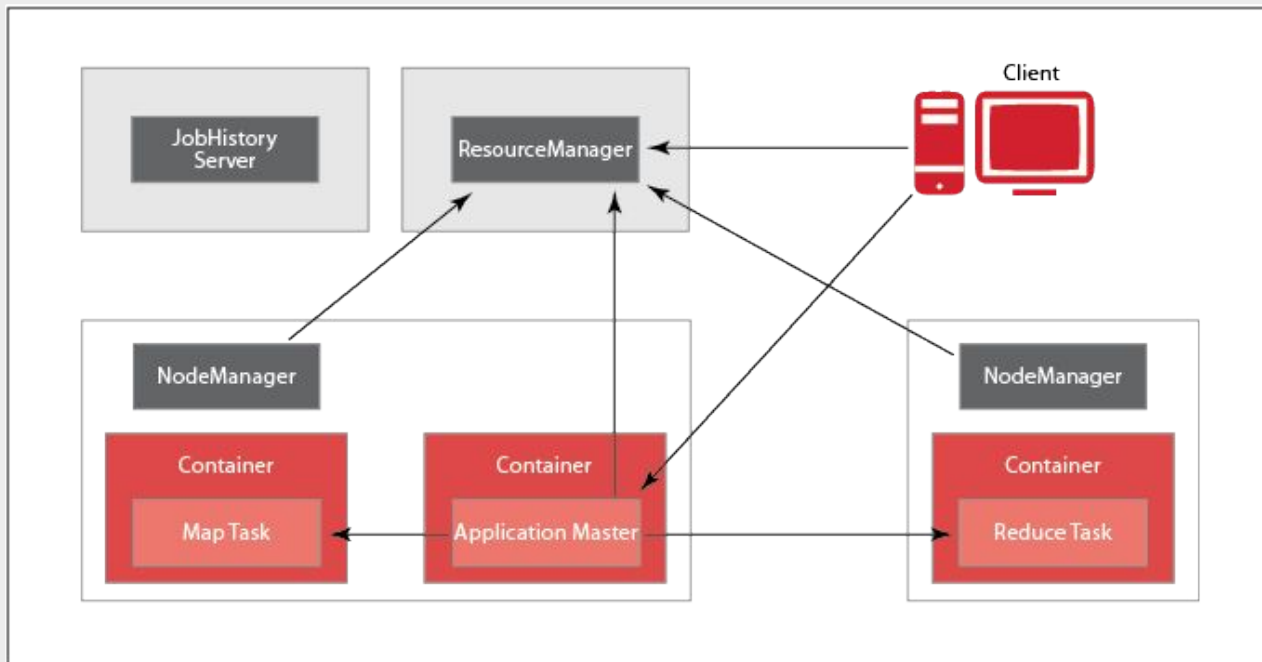 Client
JobHistory
Server
ResourceManager
NodeManager
NodeManager
Container
Container
Container
Map Task
Application Master
Reduce Task